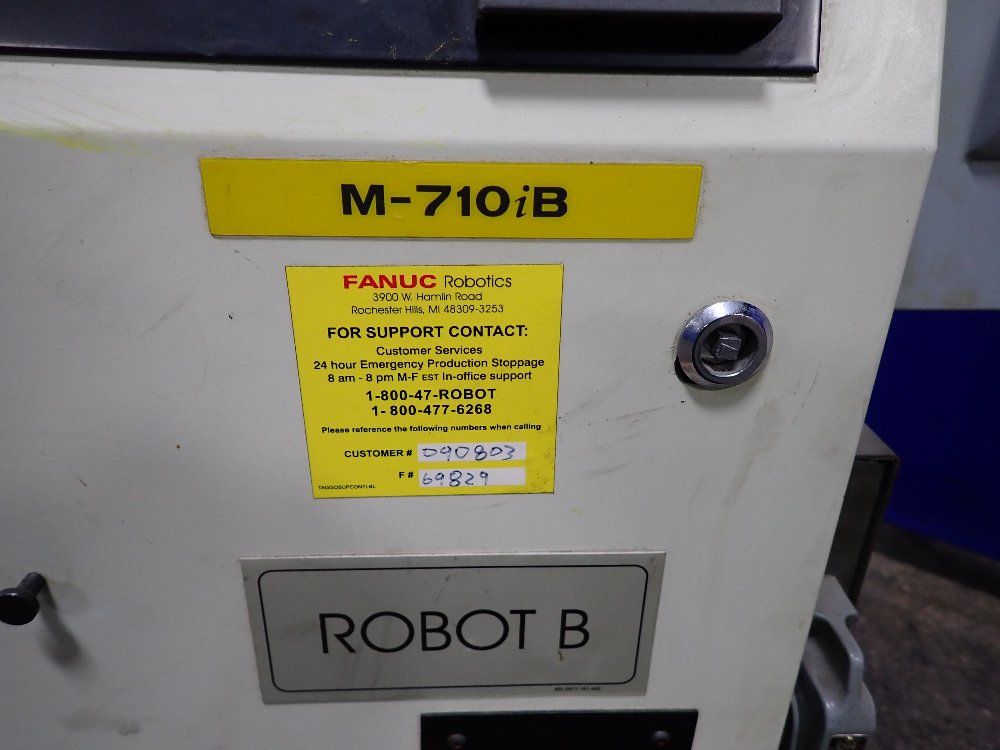 M-710iB
FANUC Robotics
3900 W. Hamlin Road
Rochester Hills, MI 48309-3253
FOR SUPPORT CONTACT:
Customer Services
24 hour Emergency Production Stoppage
8 am - 8 pm M-F EST In-office support
1-800-47-ROBOT
1- 800-477-6268
Please reference the following numbers when calling
CUSTOMER # 090803
F # 69829
ROBOT B